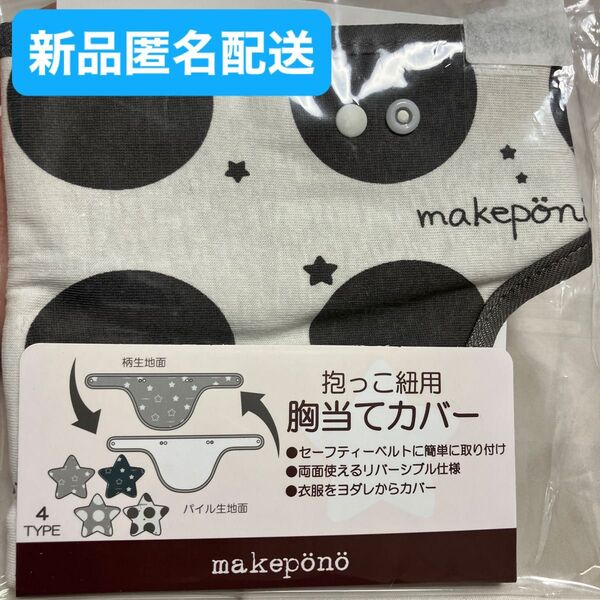 新品匿名配送
makepönö
柄生地面
抱っこ紐用
胸当てカバー
●セーフティーベルトに簡単に取り付け
●両面使えるリバーシブル仕様
●衣服をヨダレからカバー
4
TYPE
パイル生地面
makepönö